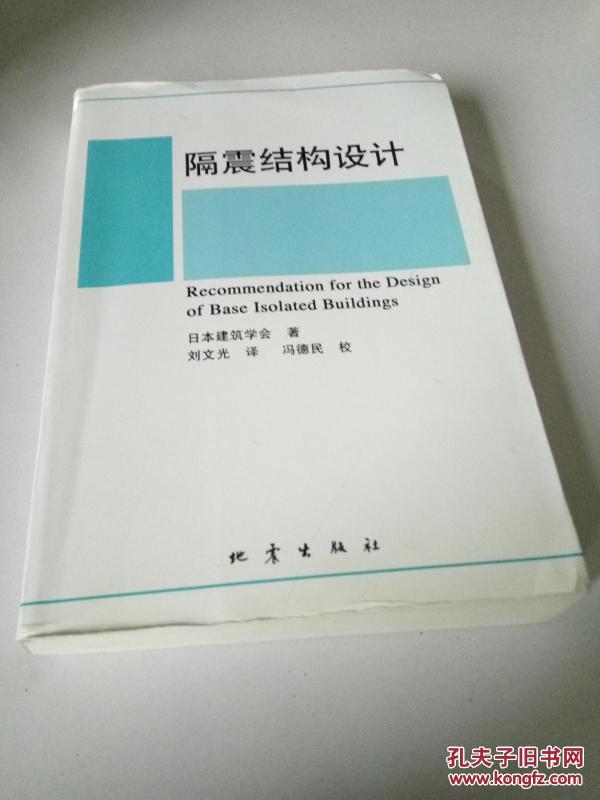 隔震结构设计
Recommendation for the Design
of Base Isolated Buildings
日本建筑学会 著
刘文光 译 冯德民 校
地震出版社
孔夫子旧书网
www.kongfz.com